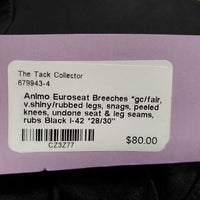 The Tack Collector
679943-4
Animo Euroseat Breeches *gc/fair,
v.shiny/rubbed legs, snags, peeled
knees, undone seat & leg seams,
rubs Black I-42 "28/30"
$80.00
CZ3Z77